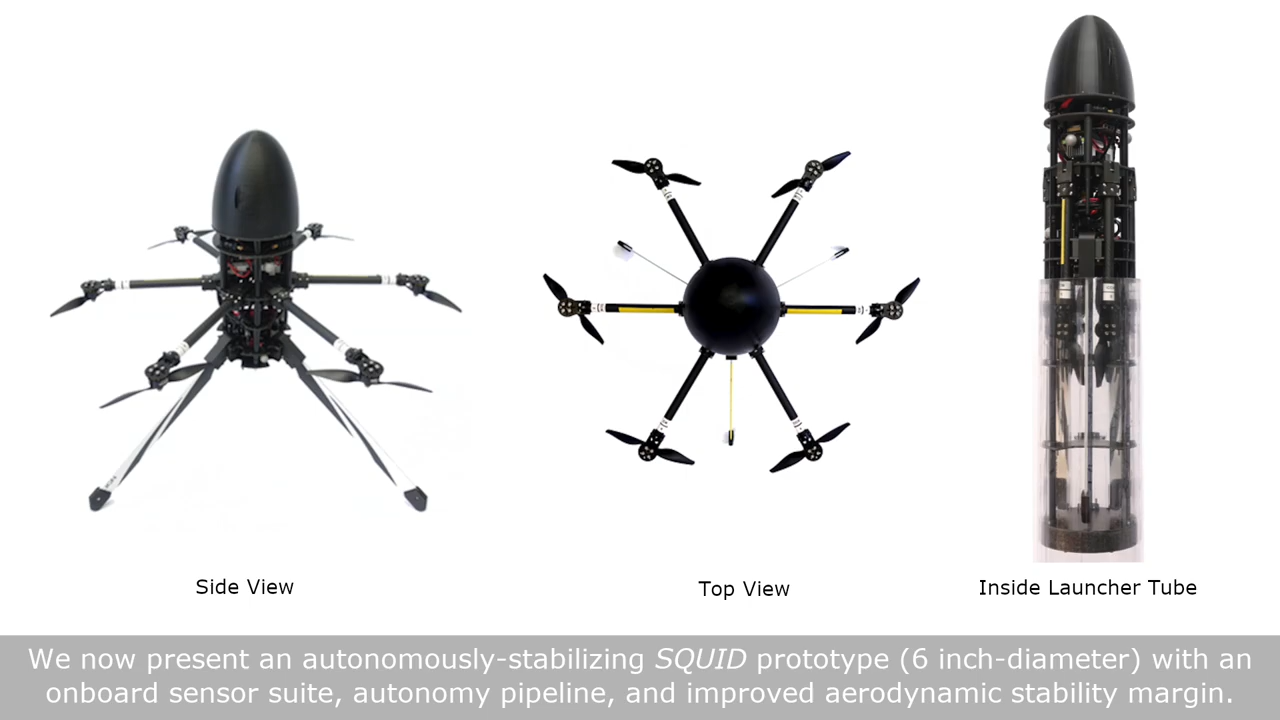 Side View
Top View
Inside Launcher Tube
We now present an autonomously-stabilizing SQUID prototype (6 inch-diameter) with an
onboard sensor suite, autonomy pipeline, and improved aerodynamic stability margin.